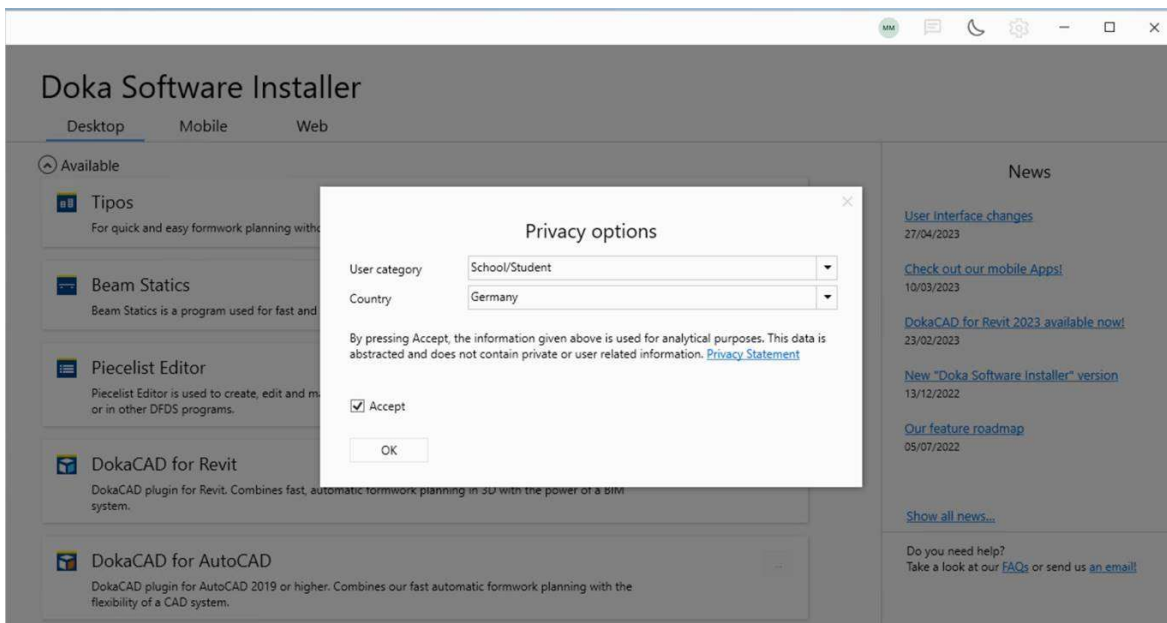 MM
Doka Software Installer
Desktop Mobile Web
Available
Tipos
For quick and easy formwork planning witho
Beam Statics
Beam Statics is a program used for fast and
Piecelist Editor
Piecelist Editor is used to create, edit and m
or in other DFDS programs.
DokaCAD for Revit
DokaCAD plugin for Revit. Combines fast, automatic formwork planning in 3D with the power of a BIM
system.
DokaCAD for AutoCAD
...
DokaCAD plugin for AutoCAD 2019 or higher. Combines our fast automatic formwork planning with the
flexibility of a CAD system.
Privacy options
User category School/Student
Country Germany
By pressing Accept, the information given above is used for analytical purposes. This data is
abstracted and does not contain private or user related information. Privacy Statement
Accept
OK
News
User Interface changes
27/04/2023
Check out our mobile Apps!
10/03/2023
DokaCAD for Revit 2023 available now!
23/02/2023
New "Doka Software Installer" version
13/12/2022
Our feature roadmap
05/07/2022
Show all news...
Do you need help?
Take a look at our FAQs or send us an email!